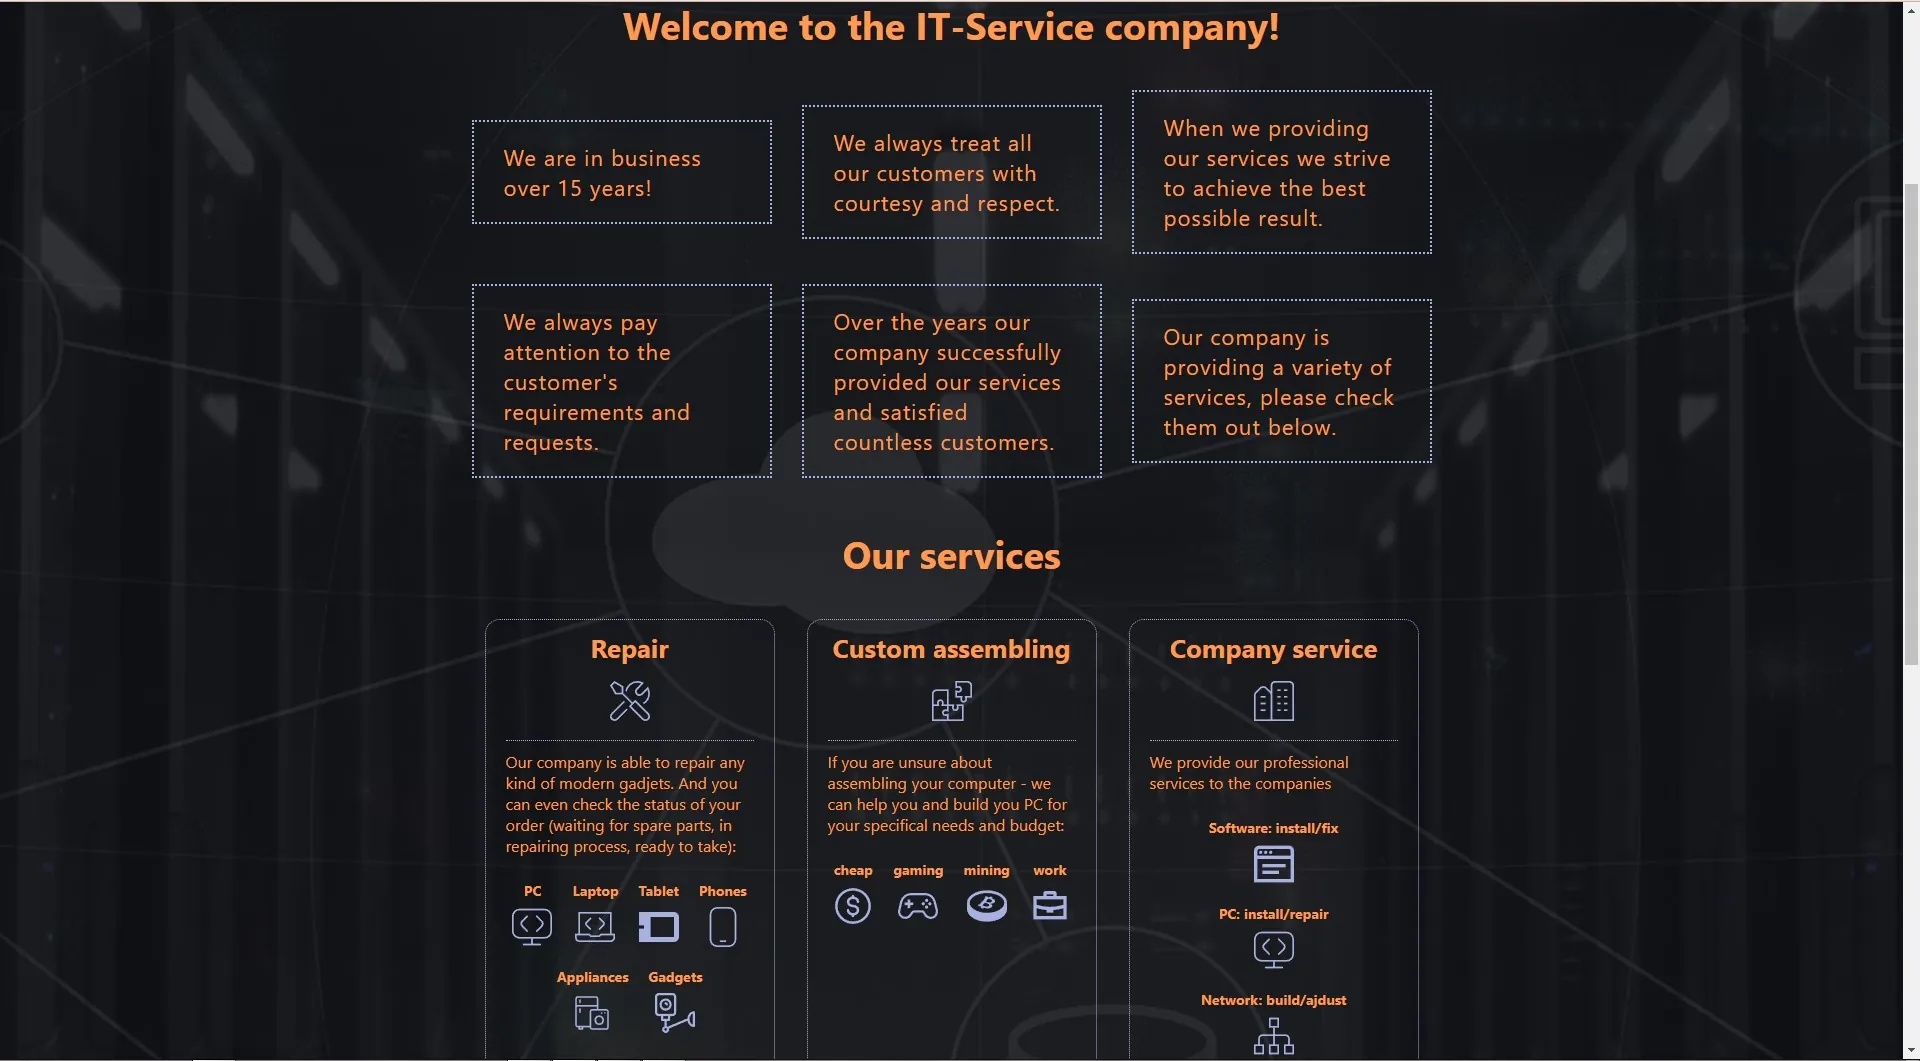 Welcome to the IT-Service company!
We are in business
over 15 years!
We always treat all
our customers with
courtesy and respect.
When we providing
our services we strive
to achieve the best
possible result.
We always pay
attention to the
customer's
requirements and
requests.
Over the years our
company successfully
provided our services
and satisfied
countless customers.
Our company is
providing a variety of
services, please check
them out below.
Our services
Repair
Our company is able to repair any
kind of modern gadjets. And you
can even check the status of your
order (waiting for spare parts, in
repairing process, ready to take):
PC Laptop Tablet Phones
Appliances Gadgets
Custom assembling
If you are unsure about
assembling your computer - we
can help you and build you PC for
your specifical needs and budget:
cheap gaming mining work
Company service
We provide our professional
services to the companies
Software: install/fix
PC: install/repair
Network: build/ajdust